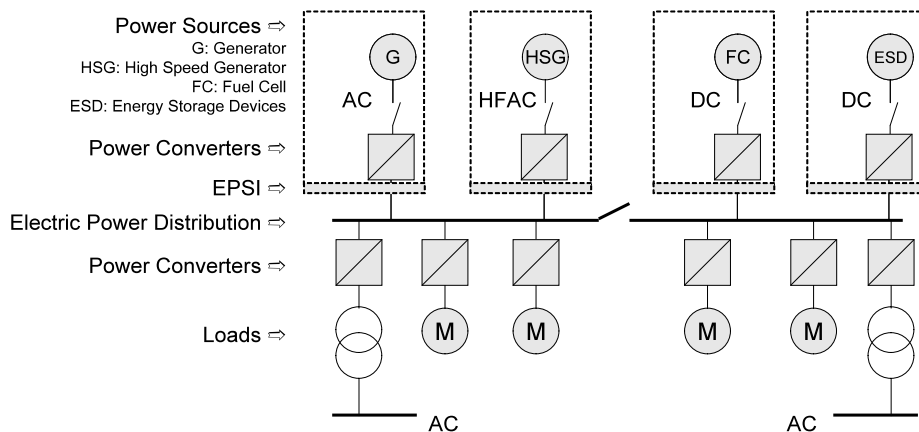 Power Sources ⇨
G: Generator
HSG: High Speed Generator
FC: Fuel Cell
ESD: Energy Storage Devices
G
HSG
FC
ESD
AC
HFAC
DC
DC
Power Converters ⇨
EPSI ⇨
Electric Power Distribution ⇨
Power Converters ⇨
Loads ⇨
M
M
M
M
AC
AC